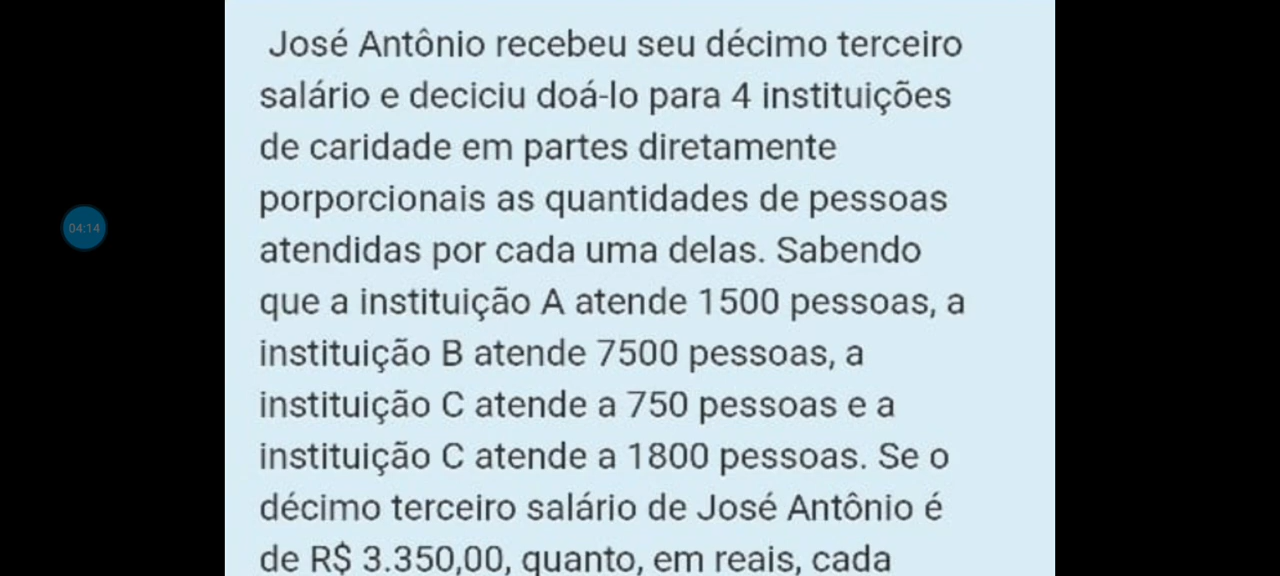 José Antônio recebeu seu décimo terceiro
salário e deciciu doá-lo para 4 instituições
de caridade em partes diretamente
porporcionais as quantidades de pessoas
atendidas por cada uma delas. Sabendo
que a instituição A atende 1500 pessoas, a
instituição B atende 7500 pessoas, a
instituição C atende a 750 pessoas e a
instituição C atende a 1800 pessoas. Se o
décimo terceiro salário de José Antônio é
de R$ 3.350,00, quanto, em reais, cada
04:14